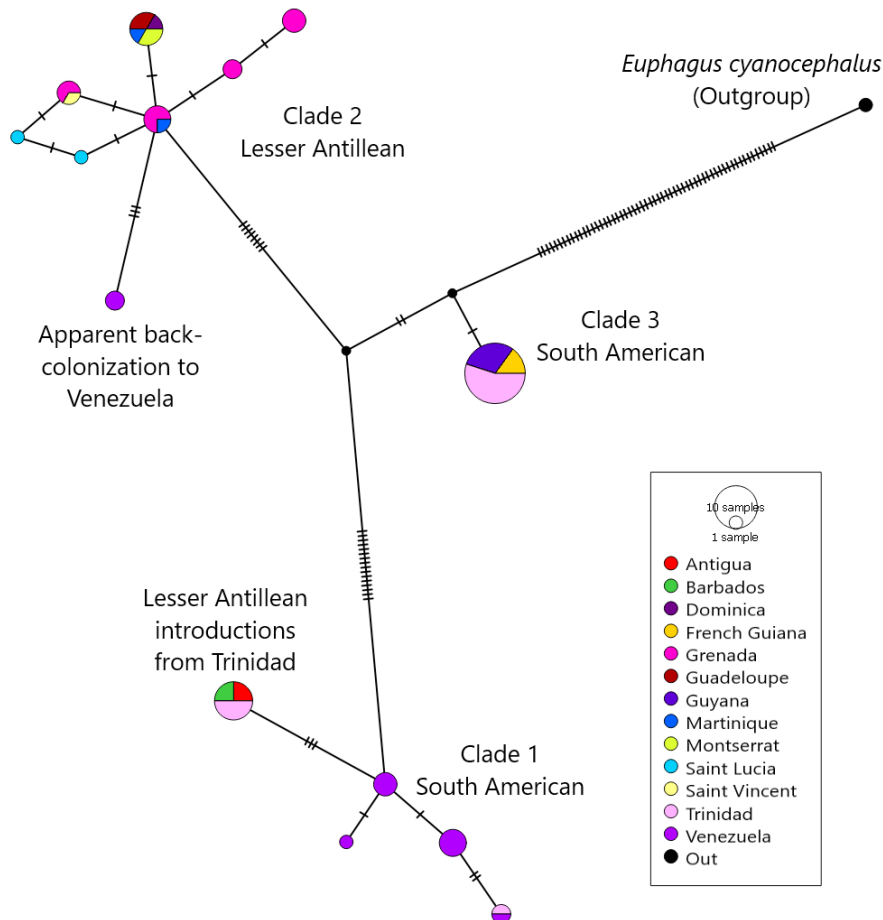 Euphagus cyanocephalus
(Outgroup)
Clade 2
Lesser Antillean
Clade 3
South American
Apparent back-
colonization to
Venezuela
Lesser Antillean
introductions
from Trinidad
Clade 1
South American
10 samples
1 sample
Antigua
Barbados
Dominica
French Guiana
Grenada
Guadeloupe
Guyana
Martinique
Montserrat
Saint Lucia
Saint Vincent
Trinidad
Venezuela
Out